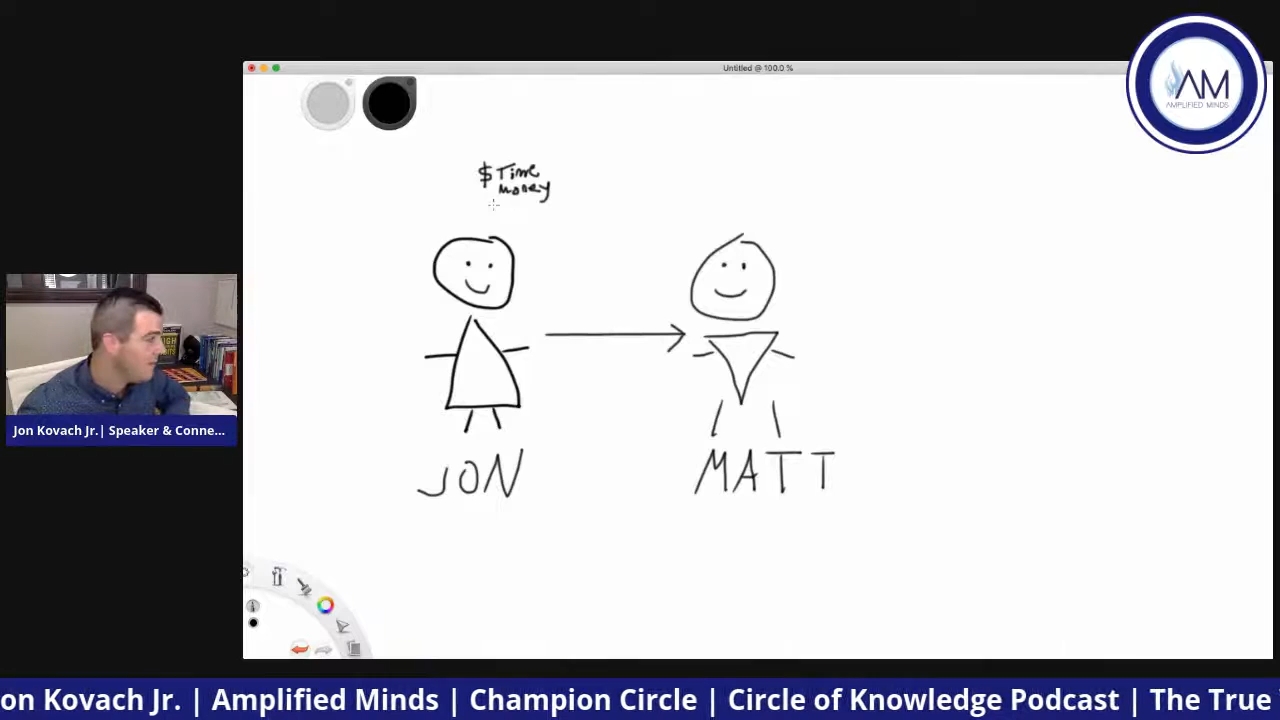 Untitled @ 100.0 %
AM
AMPLIFIED MINDS
$ Time
money
JON
MATT
HIGH
Jon Kovach Jr.| Speaker & Conne...
on Kovach Jr. | Amplified Minds | Champion Circle | Circle of Knowledge Podcast | The True